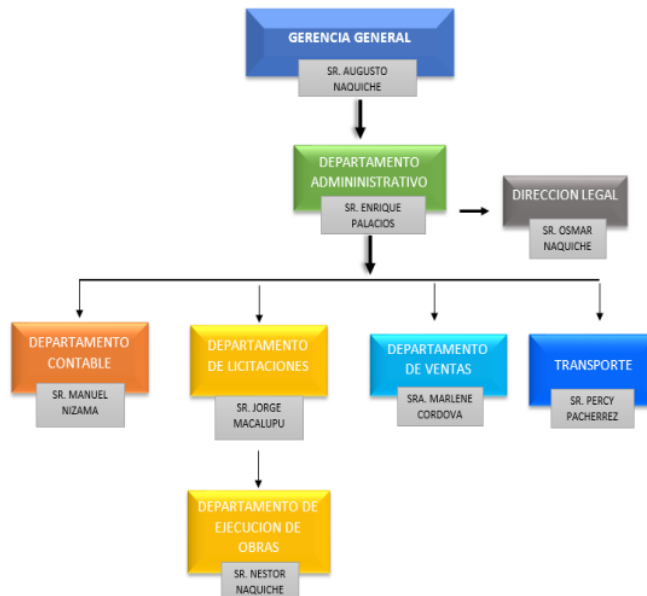 GERENCIA GENERAL
SR. AUGUSTO
NAQUICHE
DEPARTAMENTO
ADMININISTRATIVO
SR. ENRIQUE
PALACIOS
DIRECCION LEGAL
SR. OSMAR
NAQUICHE
DEPARTAMENTO
CONTABLE
SR. MANUEL
NIZAMA
DEPARTAMENTO
DE LICITACIONES
SR. JORGE
MACALUPU
DEPARTAMENTO
DE VENTAS
SRA. MARLENE
CORDOVA
TRANSPORTE
SR. PERCY
PACHERREZ
DEPARTAMENTO DE
EJECUCION DE
OBRAS
SR. NESTOR
NAQUICHE